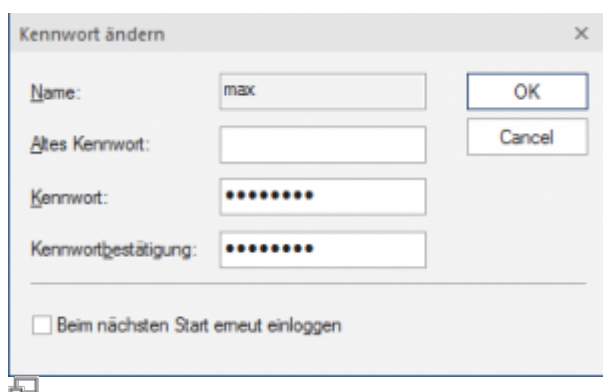 Kennwort ändern
Name: max OK
Altes Kennwort: Cancel
Kennwort: ●●●●●●●●
Kennwortbestätigung: ●●●●●●●●
Beim nächsten Start erneut einloggen